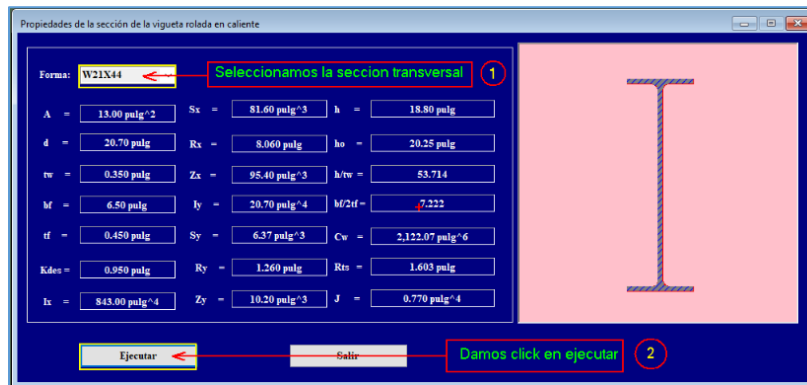 Propiedades de la sección de la vigueta rolada en caliente
Forma: W21X44 Seleccionamos la seccion transversal 1
A = 13.00 pulg^2 Sx = 81.60 pulg^3 h = 18.80 pulg
d = 20.70 pulg Rx = 8.060 pulg ho = 20.25 pulg
tw = 0.350 pulg Zx = 95.40 pulg^3 h/tw = 53.714
bf = 6.50 pulg Iy = 20.70 pulg^4 bf/2tf = 7.222
tf = 0.450 pulg Sy = 6.37 pulg^3 Cw = 2,122.07 pulg^6
Kdes = 0.950 pulg Ry = 1.260 pulg Rts = 1.603 pulg
Ix = 843.00 pulg^4 Zy = 10.20 pulg^3 J = 0.770 pulg^4
Ejecutar Salir Damos click en ejecutar 2